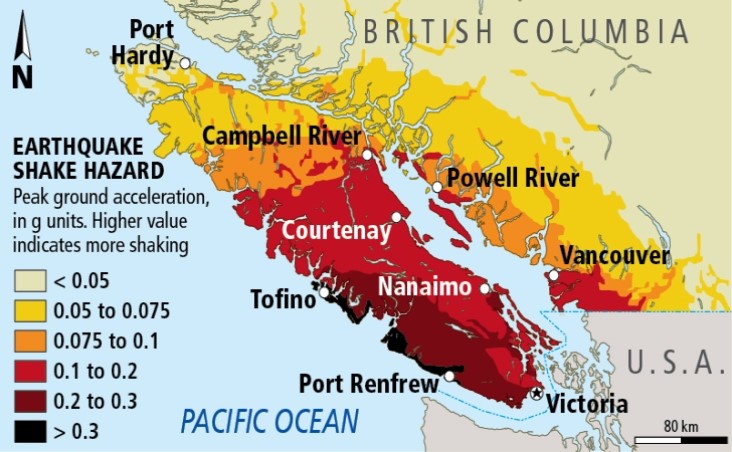 BRITISH COLUMBIA
Port
Hardy
N
EARTHQUAKE
SHAKE HAZARD
Peak ground acceleration,
in g units. Higher value
indicates more shaking
< 0.05
0.05 to 0.075
0.075 to 0.1
0.1 to 0.2
0.2 to 0.3
> 0.3
Campbell River
Powell River
Courtenay
Vancouver
Nanaimo
Tofino
Port Renfrew
Victoria
U.S.A.
PACIFIC OCEAN
80 km